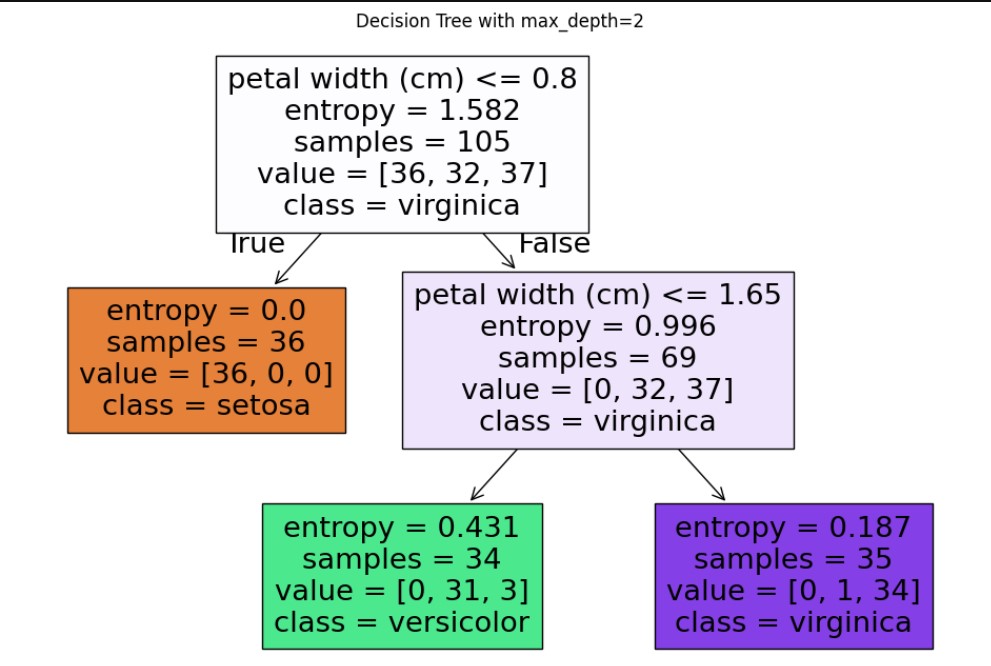 Decision Tree with max_depth=2
petal width (cm) <= 0.8
entropy = 1.582
samples = 105
value = [36, 32, 37]
class = virginica
True
False
entropy = 0.0
samples = 36
value = [36, 0, 0]
class = setosa
petal width (cm) <= 1.65
entropy = 0.996
samples = 69
value = [0, 32, 37]
class = virginica
entropy = 0.431
samples = 34
value = [0, 31, 3]
class = versicolor
entropy = 0.187
samples = 35
value = [0, 1, 34]
class = virginica